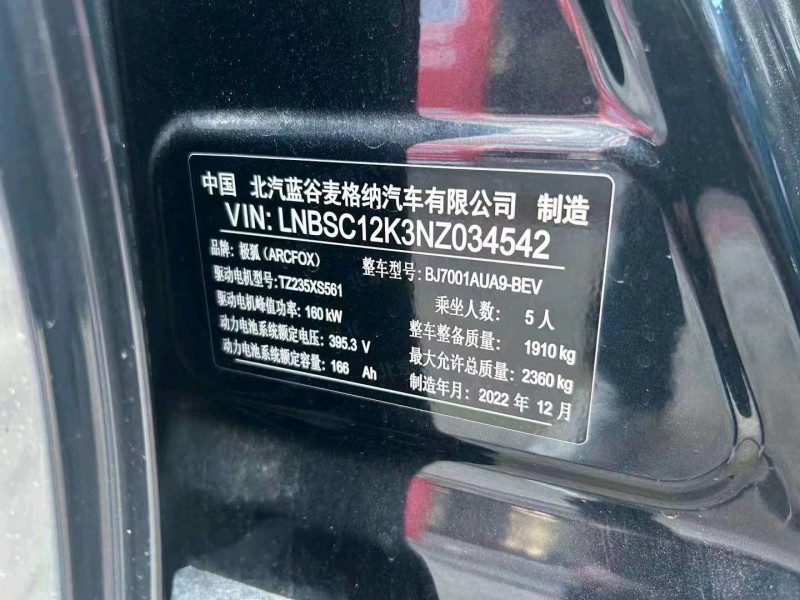 中国 北汽蓝谷麦格纳汽车有限公司 制造
VIN: LNBSC12K3NZ034542
品牌: 极狐 (ARCFOX)
整车型号: BJ7001AUA9-BEV
驱动电机型号: TZ235XS561
乘坐人数: 5 人
驱动电机峰值功率: 160 kW
整车整备质量: 1910 kg
动力电池系统额定电压: 395.3 V
最大允许总质量: 2360 kg
动力电池系统额定容量: 166 Ah
制造年月: 2022 年 12 月